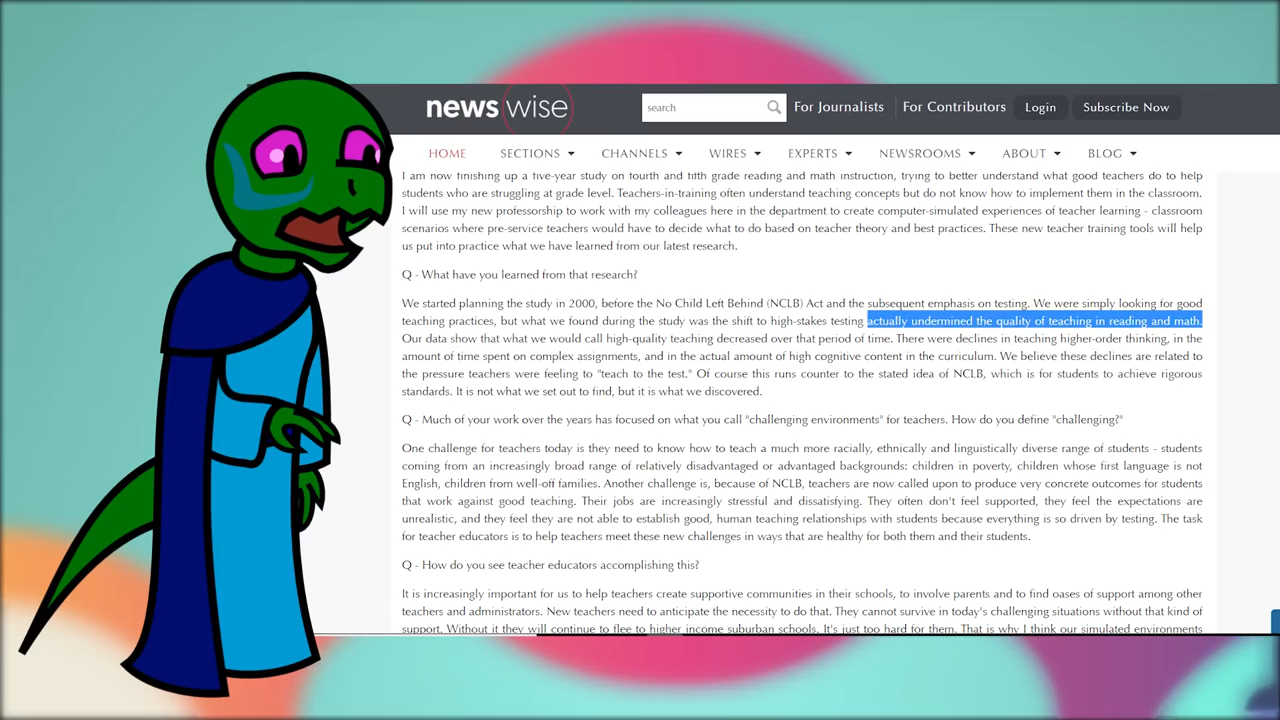 news wise
search
For Journalists
For Contributors
Login
Subscribe Now
HOME
SECTIONS
CHANNELS
WIRES
EXPERTS
NEWSROOMS
ABOUT
BLOG
I am now finishing up a five-year study on fourth and fifth grade reading and math instruction, trying to better understand what good teachers do to help
students who are struggling at grade level. Teachers-in-training often understand teaching concepts but do not know how to implement them in the classroom.
I will use my new professorship to work with my colleagues here in the department to create computer-simulated experiences of teacher learning - classroom
scenarios where pre-service teachers would have to decide what to do based on teacher theory and best practices. These new teacher training tools will help
us put into practice what we have learned from our latest research.
Q - What have you learned from that research?
We started planning the study in 2000, before the No Child Left Behind (NCLB) Act and the subsequent emphasis on testing. We were simply looking for good
teaching practices, but what we found during the study was the shift to high-stakes testing actually undermined the quality of teaching in reading and math.
Our data show that what we would call high-quality teaching decreased over that period of time. There were declines in teaching higher-order thinking, in the
amount of time spent on complex assignments, and in the actual amount of high cognitive content in the curriculum. We believe these declines are related to
the pressure teachers were feeling to "teach to the test." Of course this runs counter to the stated idea of NCLB, which is for students to achieve rigorous
standards. It is not what we set out to find, but it is what we discovered.
Q - Much of your work over the years has focused on what you call "challenging environments" for teachers. How do you define "challenging?"
One challenge for teachers today is they need to know how to teach a much more racially, ethnically and linguistically diverse range of students - students
coming from an increasingly broad range of relatively disadvantaged or advantaged backgrounds: children in poverty, children whose first language is not
English, children from well-off families. Another challenge is, because of NCLB, teachers are now called upon to produce very concrete outcomes for students
that work against good teaching. Their jobs are increasingly stressful and dissatisfying. They often don't feel supported, they feel the expectations are
unrealistic, and they feel they are not able to establish good, human teaching relationships with students because everything is so driven by testing. The task
for teacher educators is to help teachers meet these new challenges in ways that are healthy for both them and their students.
Q - How do you see teacher educators accomplishing this?
It is increasingly important for us to help teachers create supportive communities in their schools, to involve parents and to find oases of support among other
teachers and administrators. New teachers need to anticipate the necessity to do that. They cannot survive in today's challenging situations without that kind of
support. Without it they will continue to flee to higher income suburban schools. It's just too hard for them. That is why I think our simulated environments